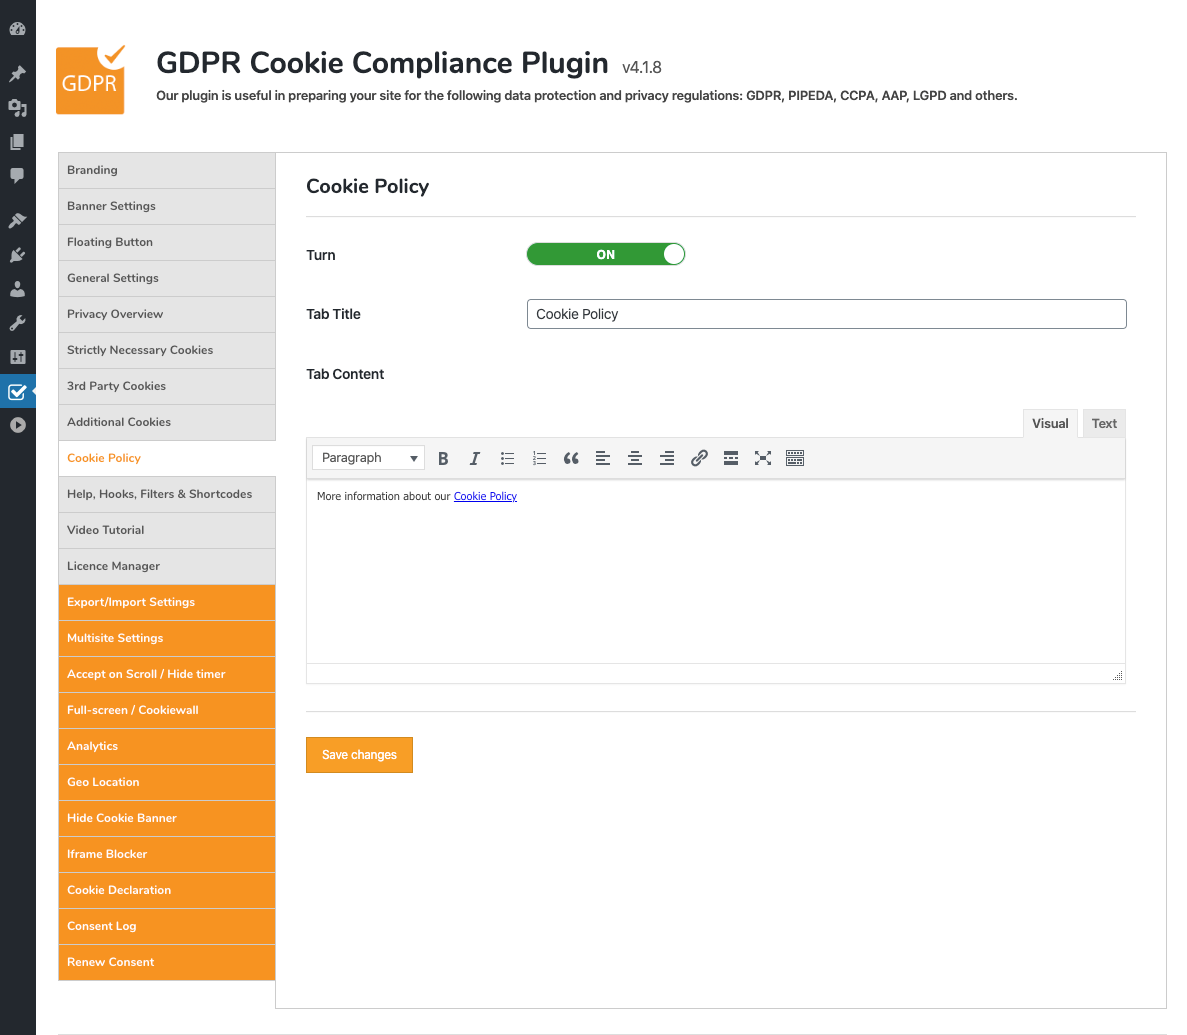 GDPR
GDPR Cookie Compliance Plugin v4.1.8
Our plugin is useful in preparing your site for the following data protection and privacy regulations: GDPR, PIPEDA, CCPA, AAP, LGPD and others.
Branding
Banner Settings
Floating Button
General Settings
Privacy Overview
Strictly Necessary Cookies
3rd Party Cookies
Additional Cookies
Cookie Policy
Help, Hooks, Filters & Shortcodes
Video Tutorial
Licence Manager
Export/Import Settings
Multisite Settings
Accept on Scroll / Hide timer
Full-screen / Cookiewall
Analytics
Geo Location
Hide Cookie Banner
Iframe Blocker
Cookie Declaration
Consent Log
Renew Consent
Cookie Policy
Turn ON
Tab Title Cookie Policy
Tab Content
Visual Text
Paragraph
More information about our Cookie Policy
Save changes